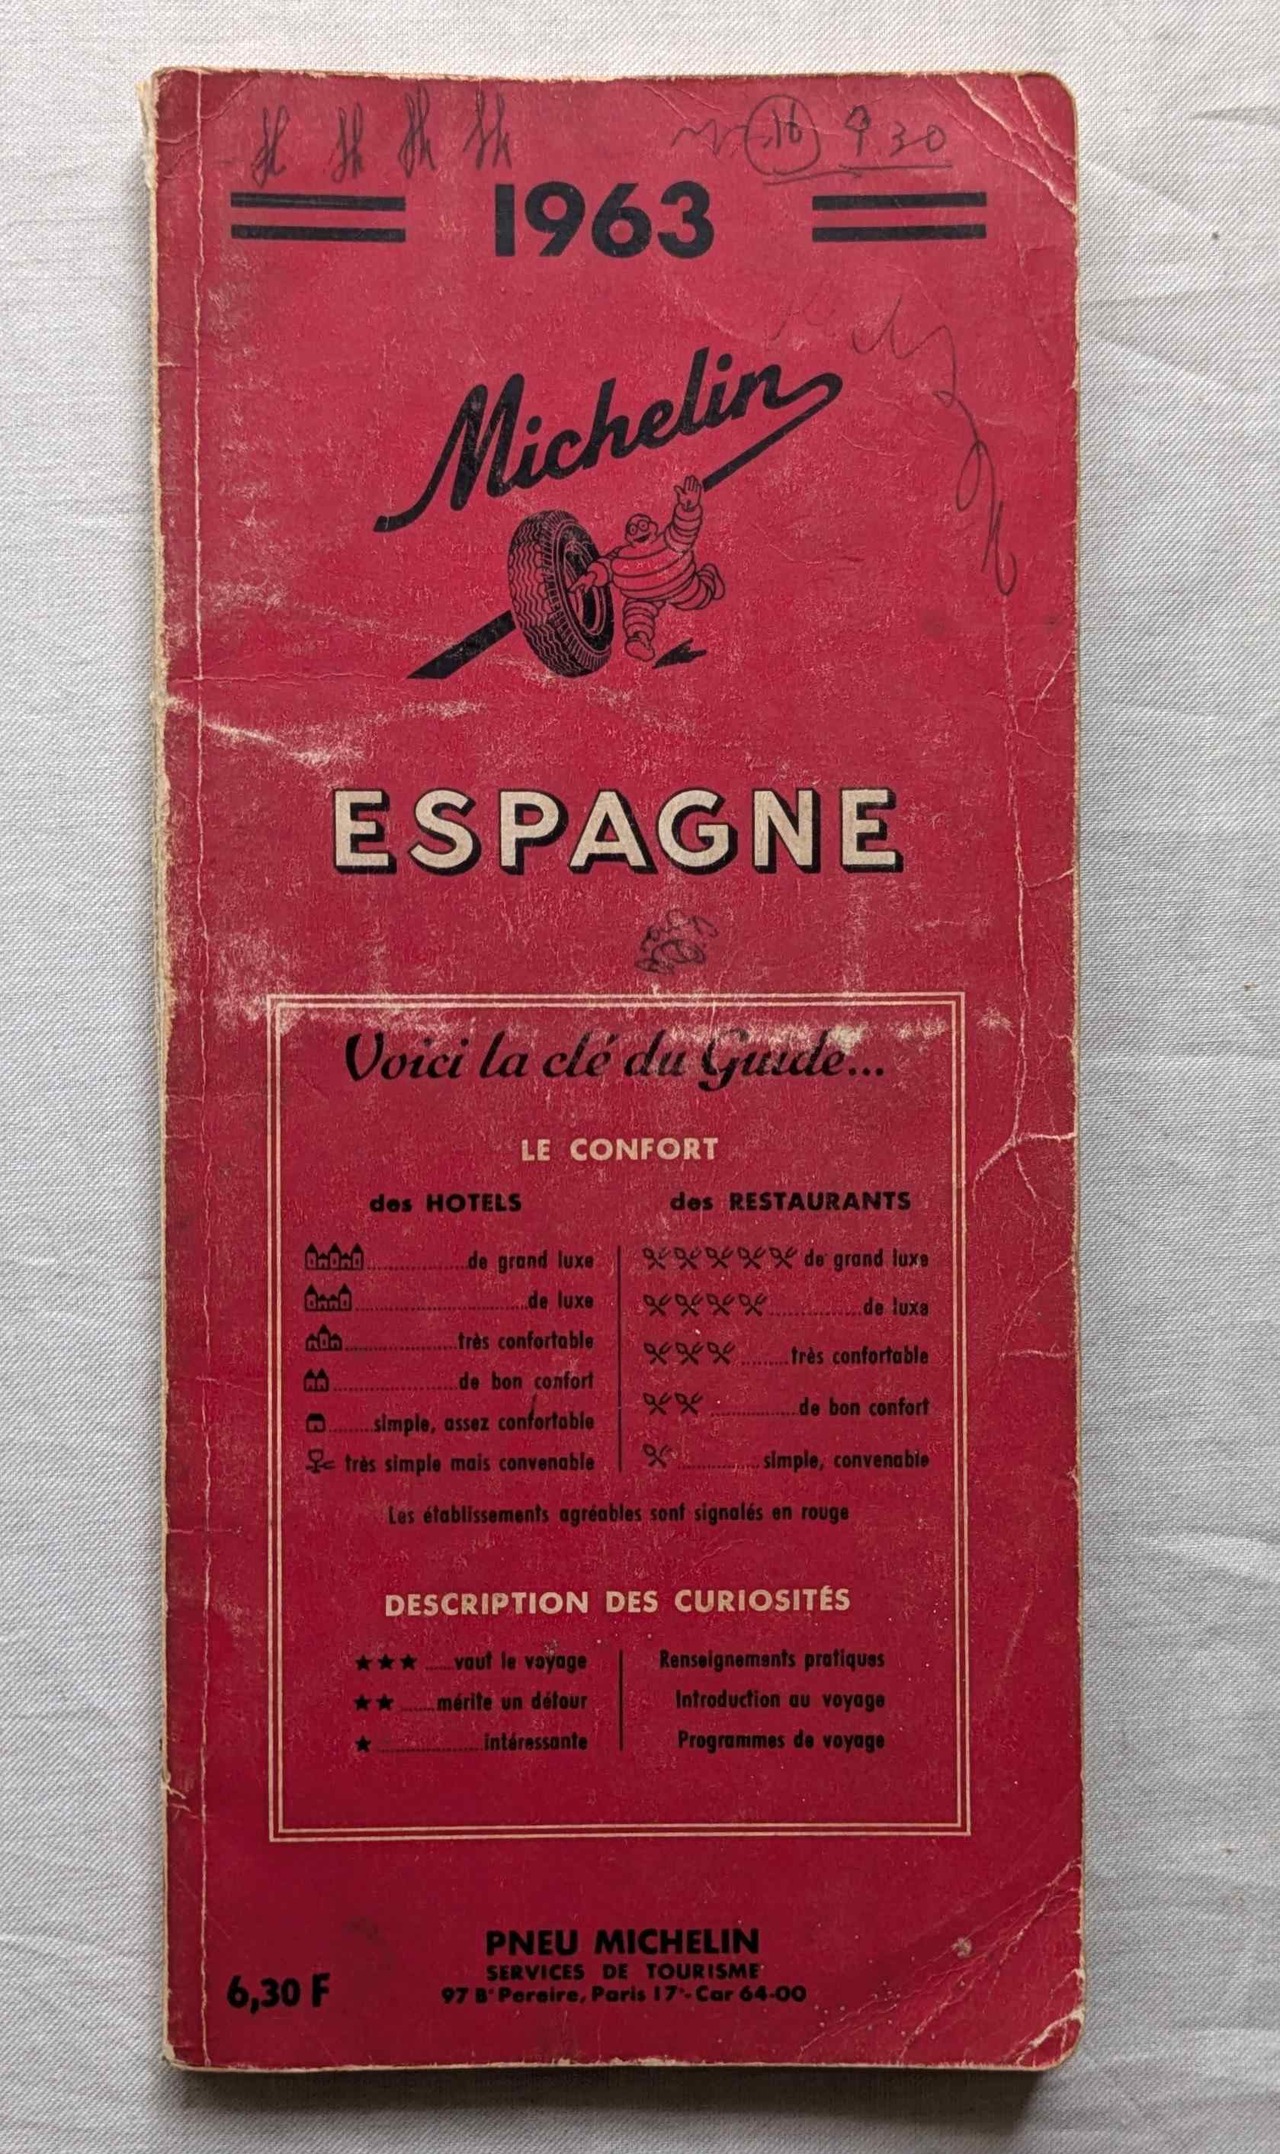 16 930
1963
Michelin
ESPAGNE
Voici la clé du Guide...
LE CONFORT
des HOTELS
de grand luxe
de luxe
très confortable
de bon confort
simple, assez confortable
très simple mais convenable
des RESTAURANTS
de grand luxe
de luxe
très confortable
de bon confort
simple, convenable
Les établissements agréables sont signalés en rouge
DESCRIPTION DES CURIOSITÉS
★★★ ......vaut le voyage
★★ .......mérite un détour
★ ......................intéressante
Renseignements pratiques
Introduction au voyage
Programmes de voyage
PNEU MICHELIN
SERVICES DE TOURISME
97 Bd Pereire, Paris 17e - Car 64-00
6,30 F